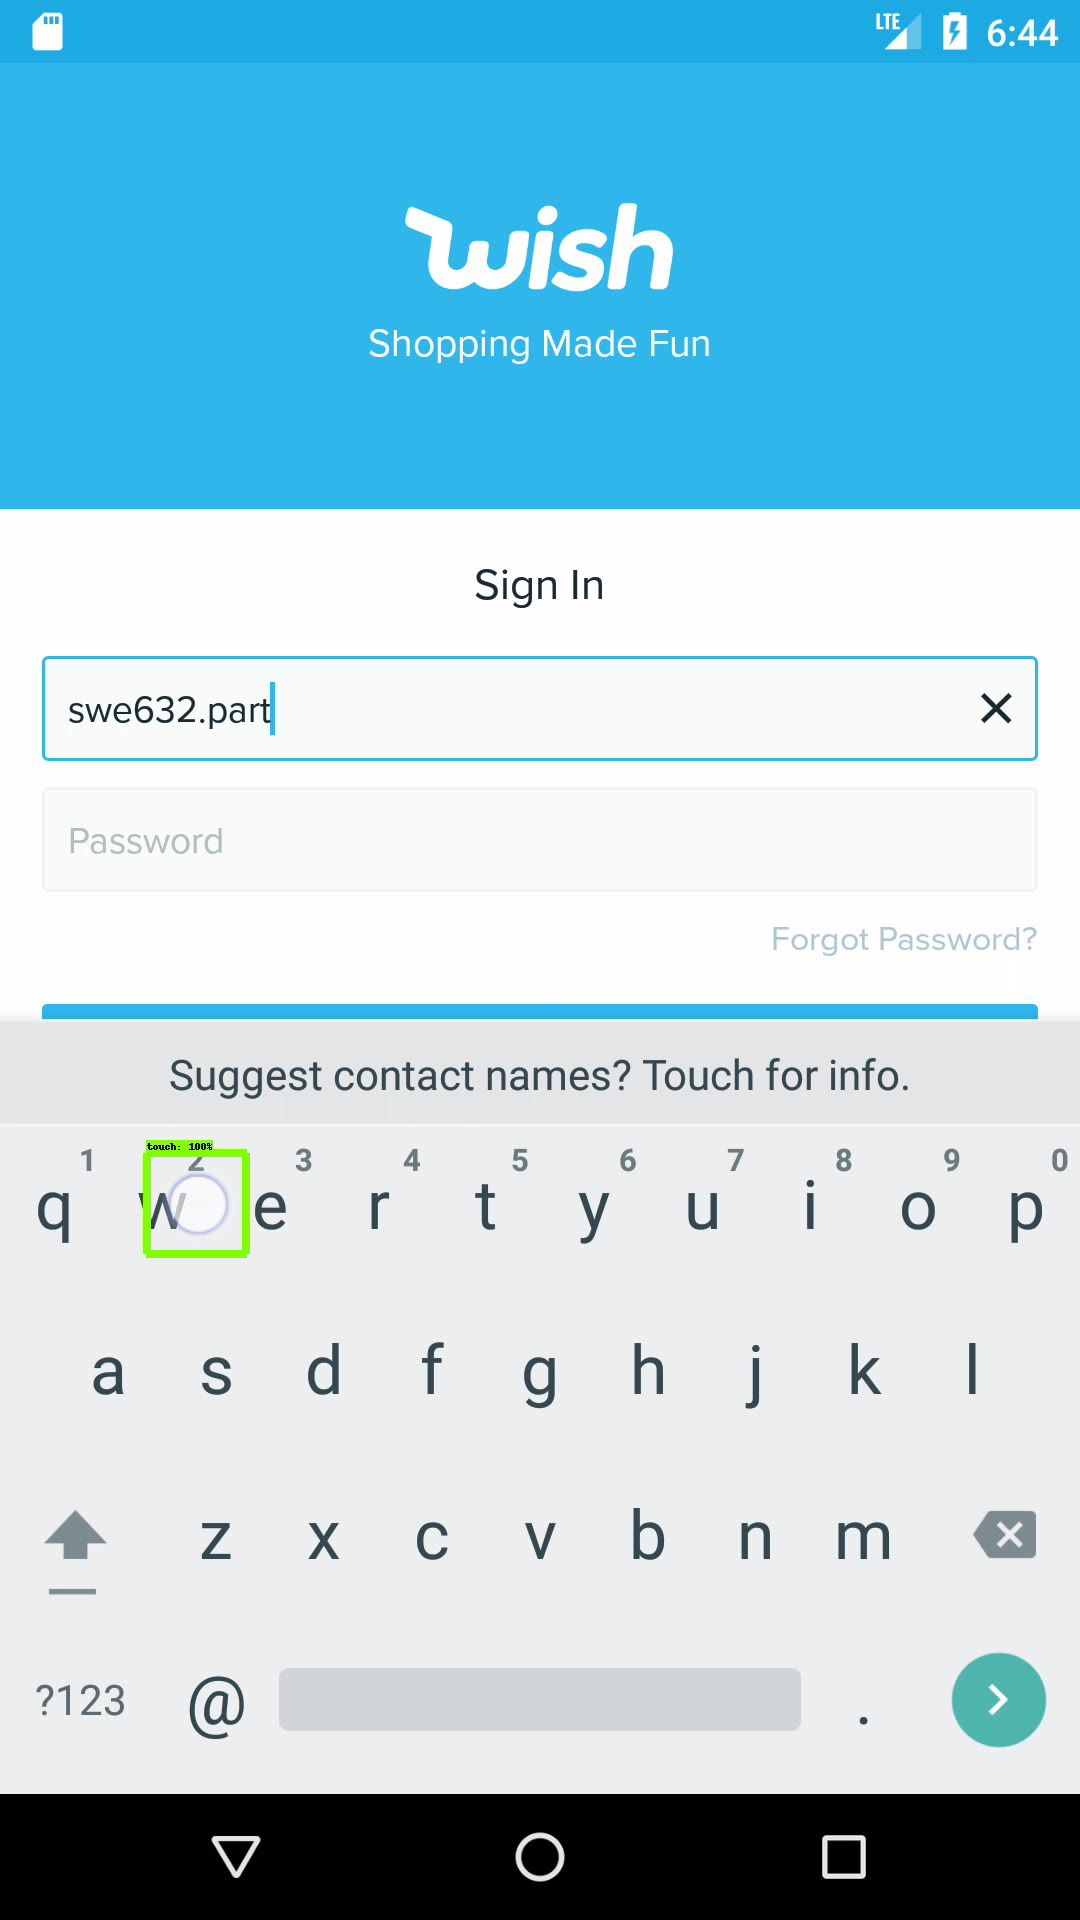 LTE 6:44
wish
Shopping Made Fun
Sign In
swe632.part
Password
Forgot Password?
Suggest contact names? Touch for info.
touch: 100%
1 2 3 4 5 6 7 8 9 0
q w e r t y u i o p
a s d f g h j k l
z x c v b n m
?123 @ .